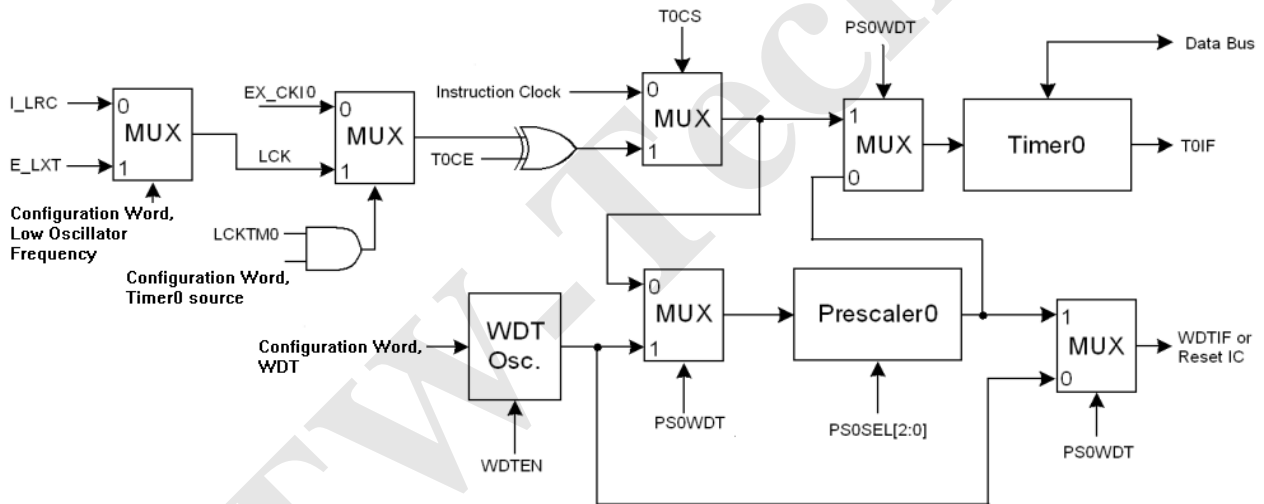 T0CS
PS0WDT
Data Bus
I_LRC
0
MUX
1
E_LXT
EX_CKI0
0
MUX
1
LCK
T0CE
Instruction Clock
0
MUX
1
1
MUX
0
Timer0
T0IF
Configuration Word,
Low Oscillator
Frequency
LCKTM0
Configuration Word,
Timer0 source
Configuration Word,
WDT
WDT
Osc.
WDTEN
0
MUX
1
PS0WDT
Prescaler0
PS0SEL[2:0]
1
MUX
0
WDTIF or
Reset IC
PS0WDT